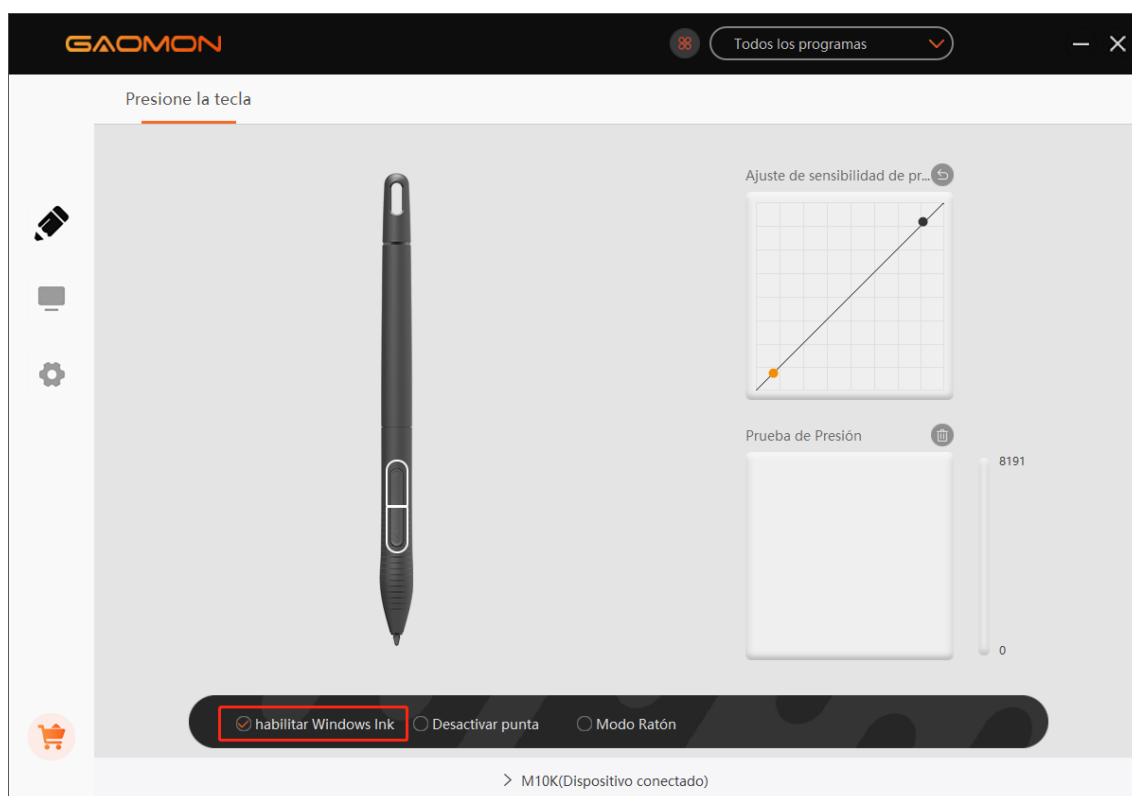 GAOMON
Todos los programas
Presione la tecla
Ajuste de sensibilidad de pr...
Prueba de Presión
8191
0
habilitar Windows Ink
Desactivar punta
Modo Ratón
M10K(Dispositivo conectado)